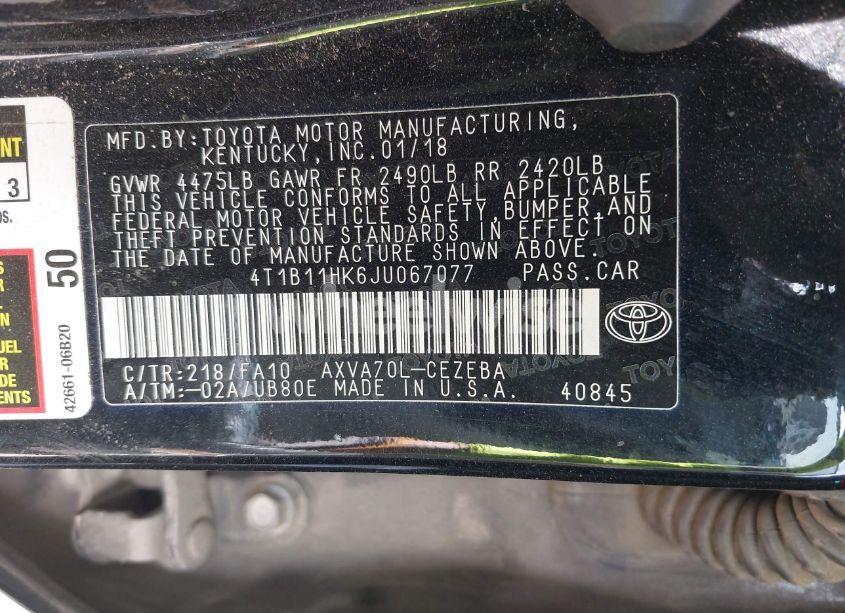 MFD.BY:TOYOTA MOTOR MANUFACTURING,
KENTUCKY,INC.01/18
GVWR 4475LB GAWR FR 2490LB RR 2420LB
THIS VEHICLE CONFORMS TO ALL APPLICABLE
FEDERAL MOTOR VEHICLE SAFETY,BUMPER,AND
THEFT PREVENTION STANDARDS IN EFFECT ON
THE DATE OF MANUFACTURE SHOWN ABOVE.
4T1B11HK6JU067077 PASS.CAR
wheelwise
C/TR:218/FA10 AXVA70L-CEZEBA
A/TM:-02A/UB80E MADE IN U.S.A. 40845
50
42661-06B20
3